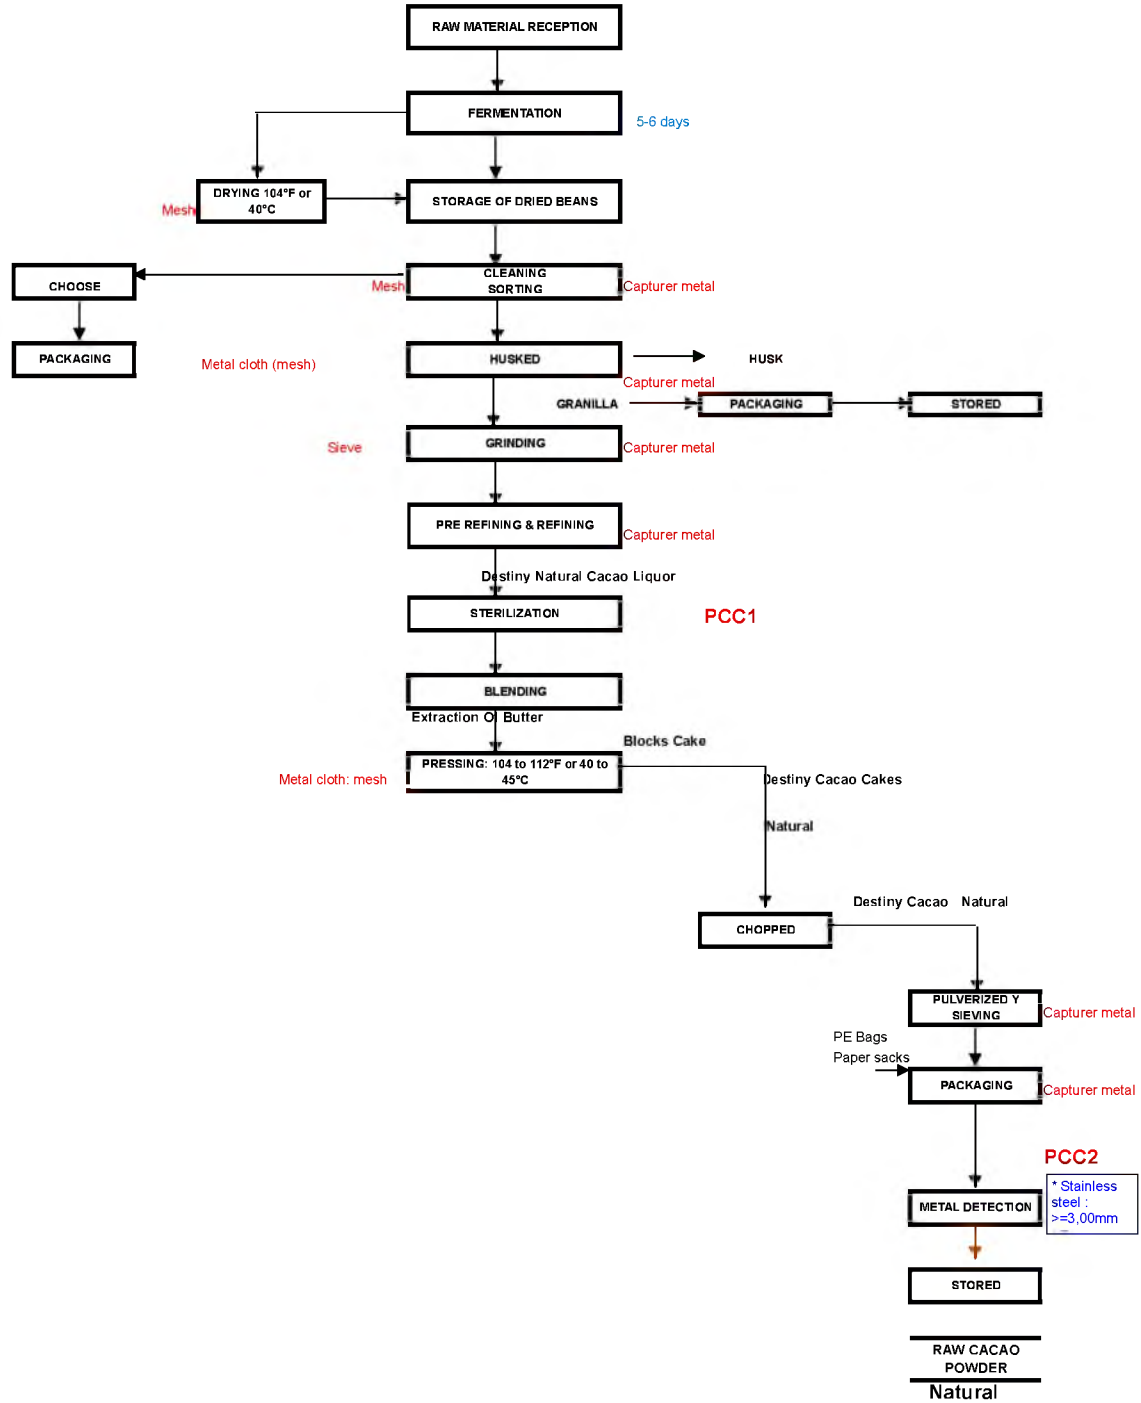 RAW MATERIAL RECEPTION
FERMENTATION
5-6 days
DRYING 104°F or
40°C
Mesh
STORAGE OF DRIED BEANS
CHOOSE
Mesh
CLEANING
SORTING
Capturer metal
PACKAGING
Metal cloth (mesh)
HUSKED
HUSK
Capturer metal
GRANILLA
PACKAGING
STORED
Sieve
GRINDING
Capturer metal
PRE REFINING & REFINING
Capturer metal
Destiny Natural Cacao Liquor
STERILIZATION
PCC1
BLENDING
Extraction Of Butter
Blocks Cake
Metal cloth: mesh
PRESSING: 104 to 112°F or 40 to
45°C
Destiny Cacao Cakes
Natural
Destiny Cacao Natural
CHOPPED
PULVERIZED Y
SIEVING
Capturer metal
PE Bags
Paper sacks
PACKAGING
Capturer metal
PCC2
METAL DETECTION
* Stainless
steel :
>=3,00mm
STORED
RAW CACAO
POWDER
Natural